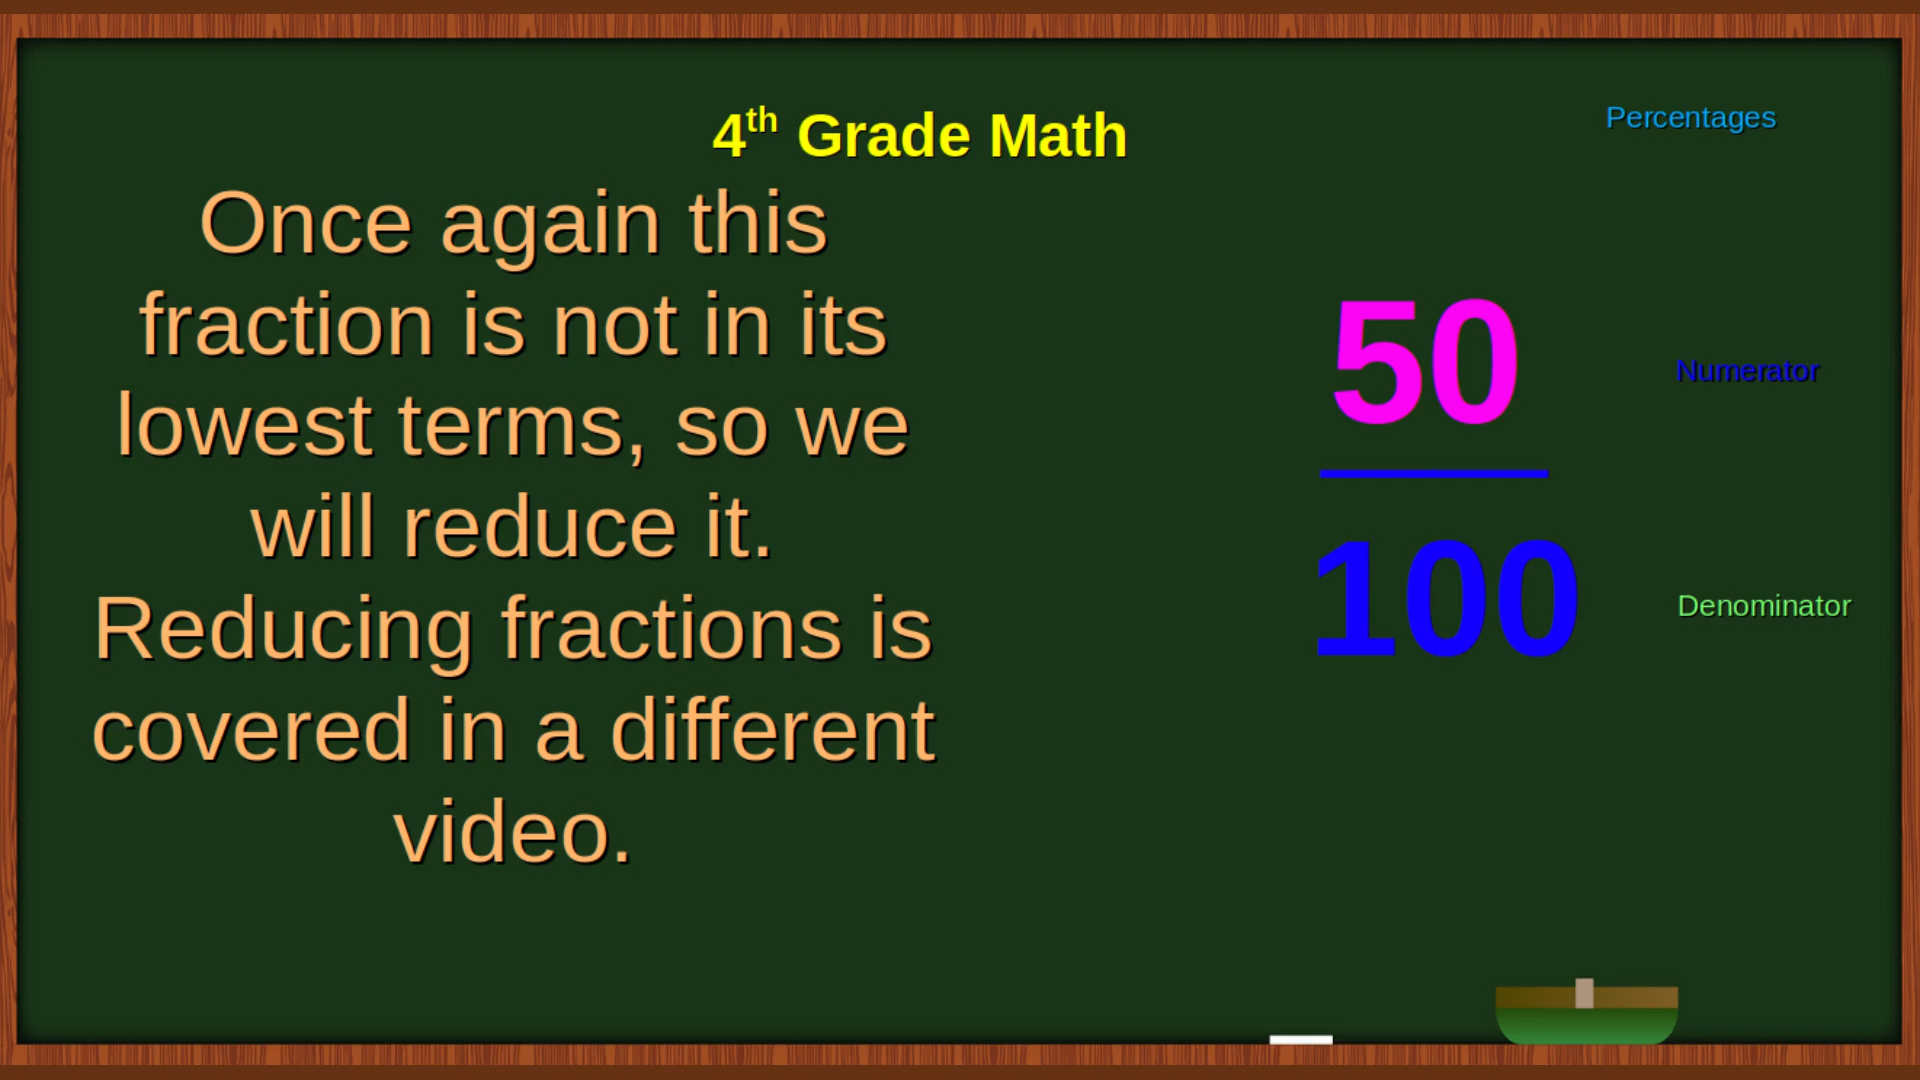 4th Grade Math
Percentages
Once again this
fraction is not in its
lowest terms, so we
will reduce it.
Reducing fractions is
covered in a different
video.
50
Numerator
100
Denominator